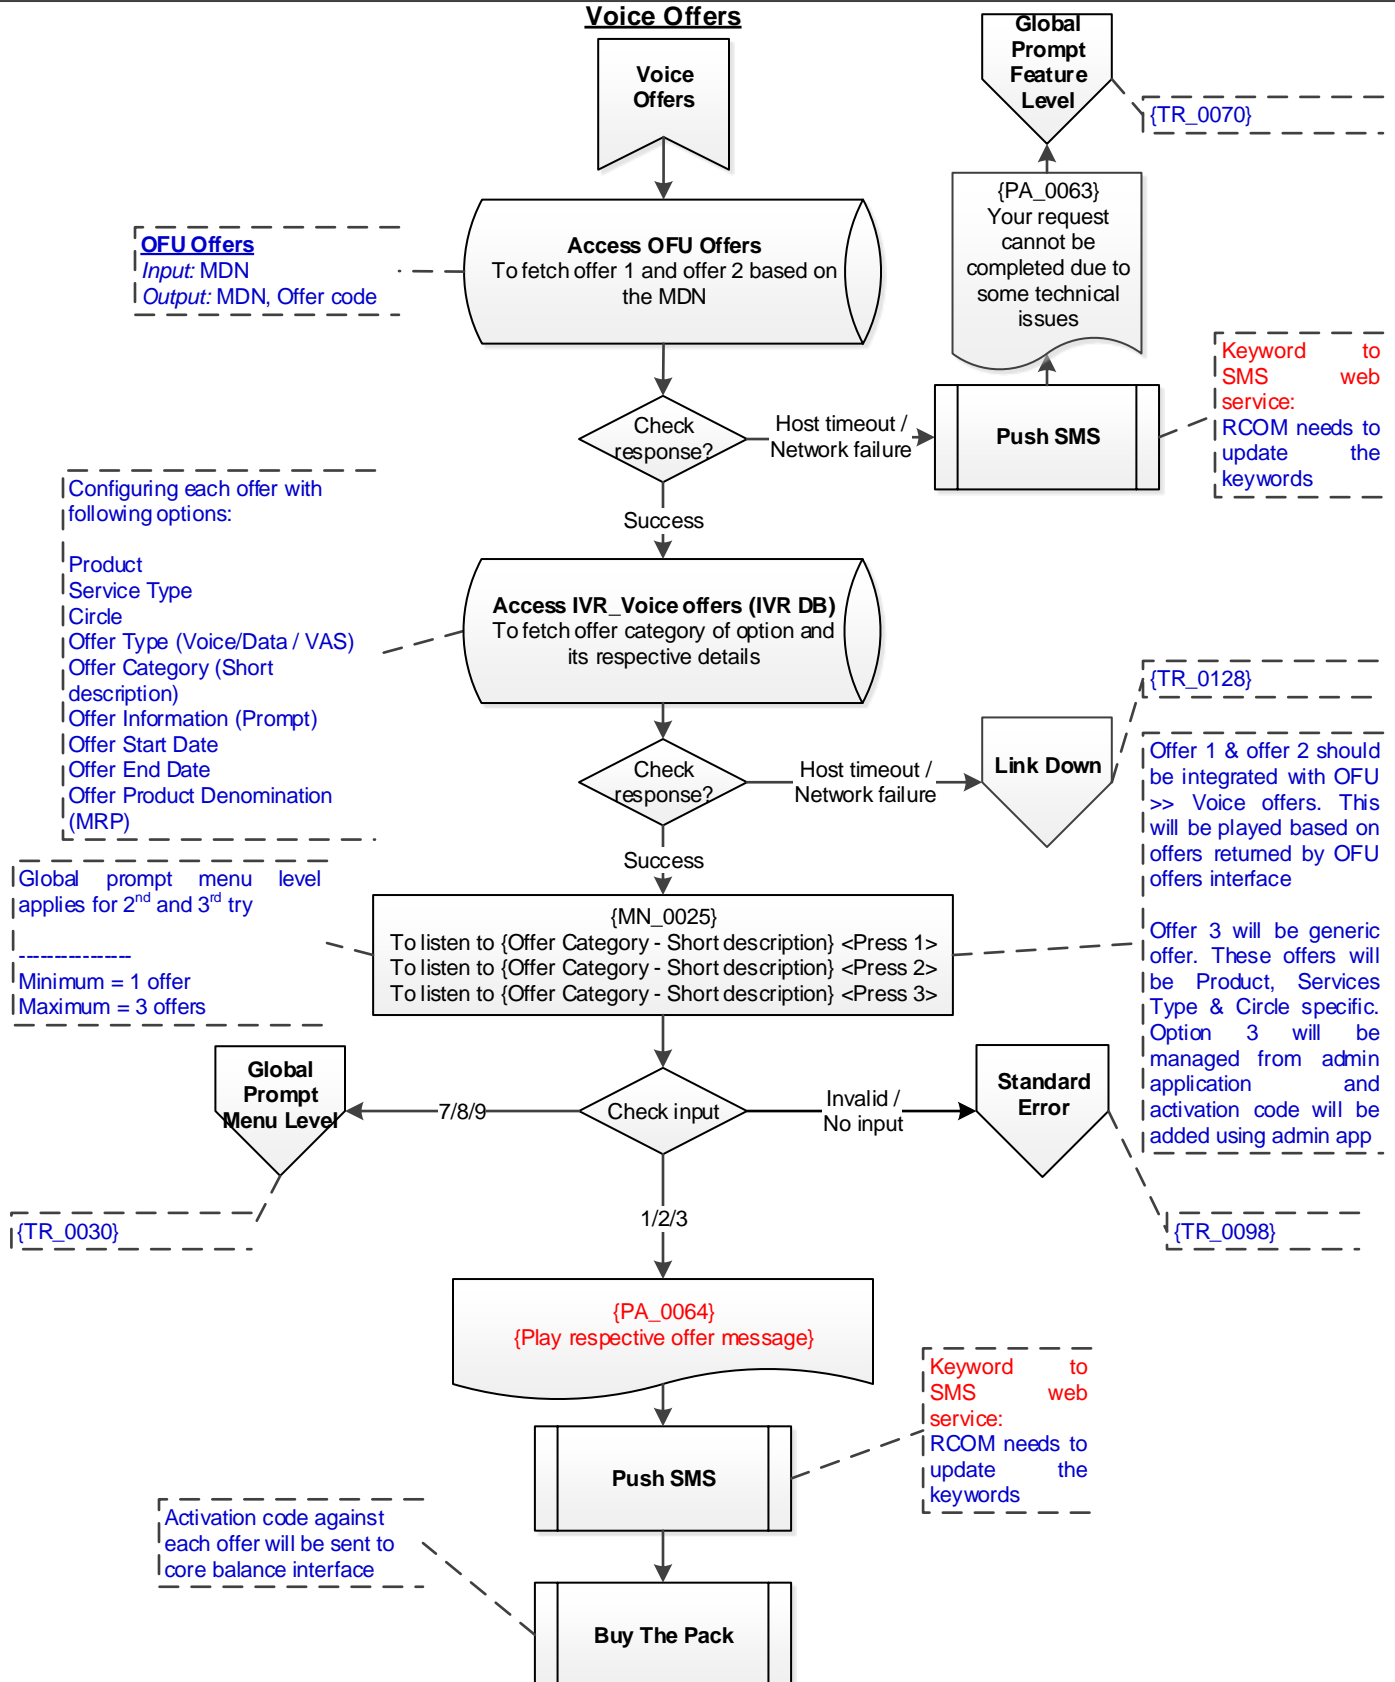 Voice Offers
Voice
Offers
Global
Prompt
Feature
Level
{TR_0070}
{PA_0063}
Your request
cannot be
completed due to
some technical
issues
OFU Offers
Input: MDN
Output: MDN, Offer code
Access OFU Offers
To fetch offer 1 and offer 2 based on
the MDN
Keyword to
SMS web
service:
RCOM needs to
update the
keywords
Check
response?
Host timeout /
Network failure
Push SMS
Success
Configuring each offer with
following options:
Product
Service Type
Circle
Offer Type (Voice/Data / VAS)
Offer Category (Short
description)
Offer Information (Prompt)
Offer Start Date
Offer End Date
Offer Product Denomination
(MRP)
Access IVR_Voice offers (IVR DB)
To fetch offer category of option and
its respective details
{TR_0128}
Check
response?
Host timeout /
Network failure
Link Down
Offer 1 & offer 2 should
be integrated with OFU
>> Voice offers. This
will be played based on
offers returned by OFU
offers interface
Offer 3 will be generic
offer. These offers will
be Product, Services
Type & Circle specific.
Option 3 will be
managed from admin
application and
activation code will be
added using admin app
Success
Global prompt menu level
applies for 2nd and 3rd try
----------------
Minimum = 1 offer
Maximum = 3 offers
{MN_0025}
To listen to {Offer Category - Short description} <Press 1>
To listen to {Offer Category - Short description} <Press 2>
To listen to {Offer Category - Short description} <Press 3>
Global
Prompt
Menu Level
7/8/9
Check input
Invalid /
No input
Standard
Error
{TR_0030}
1/2/3
{TR_0098}
{PA_0064}
{Play respective offer message}
Keyword to
SMS web
service:
RCOM needs to
update the
keywords
Push SMS
Activation code against
each offer will be sent to
core balance interface
Buy The Pack